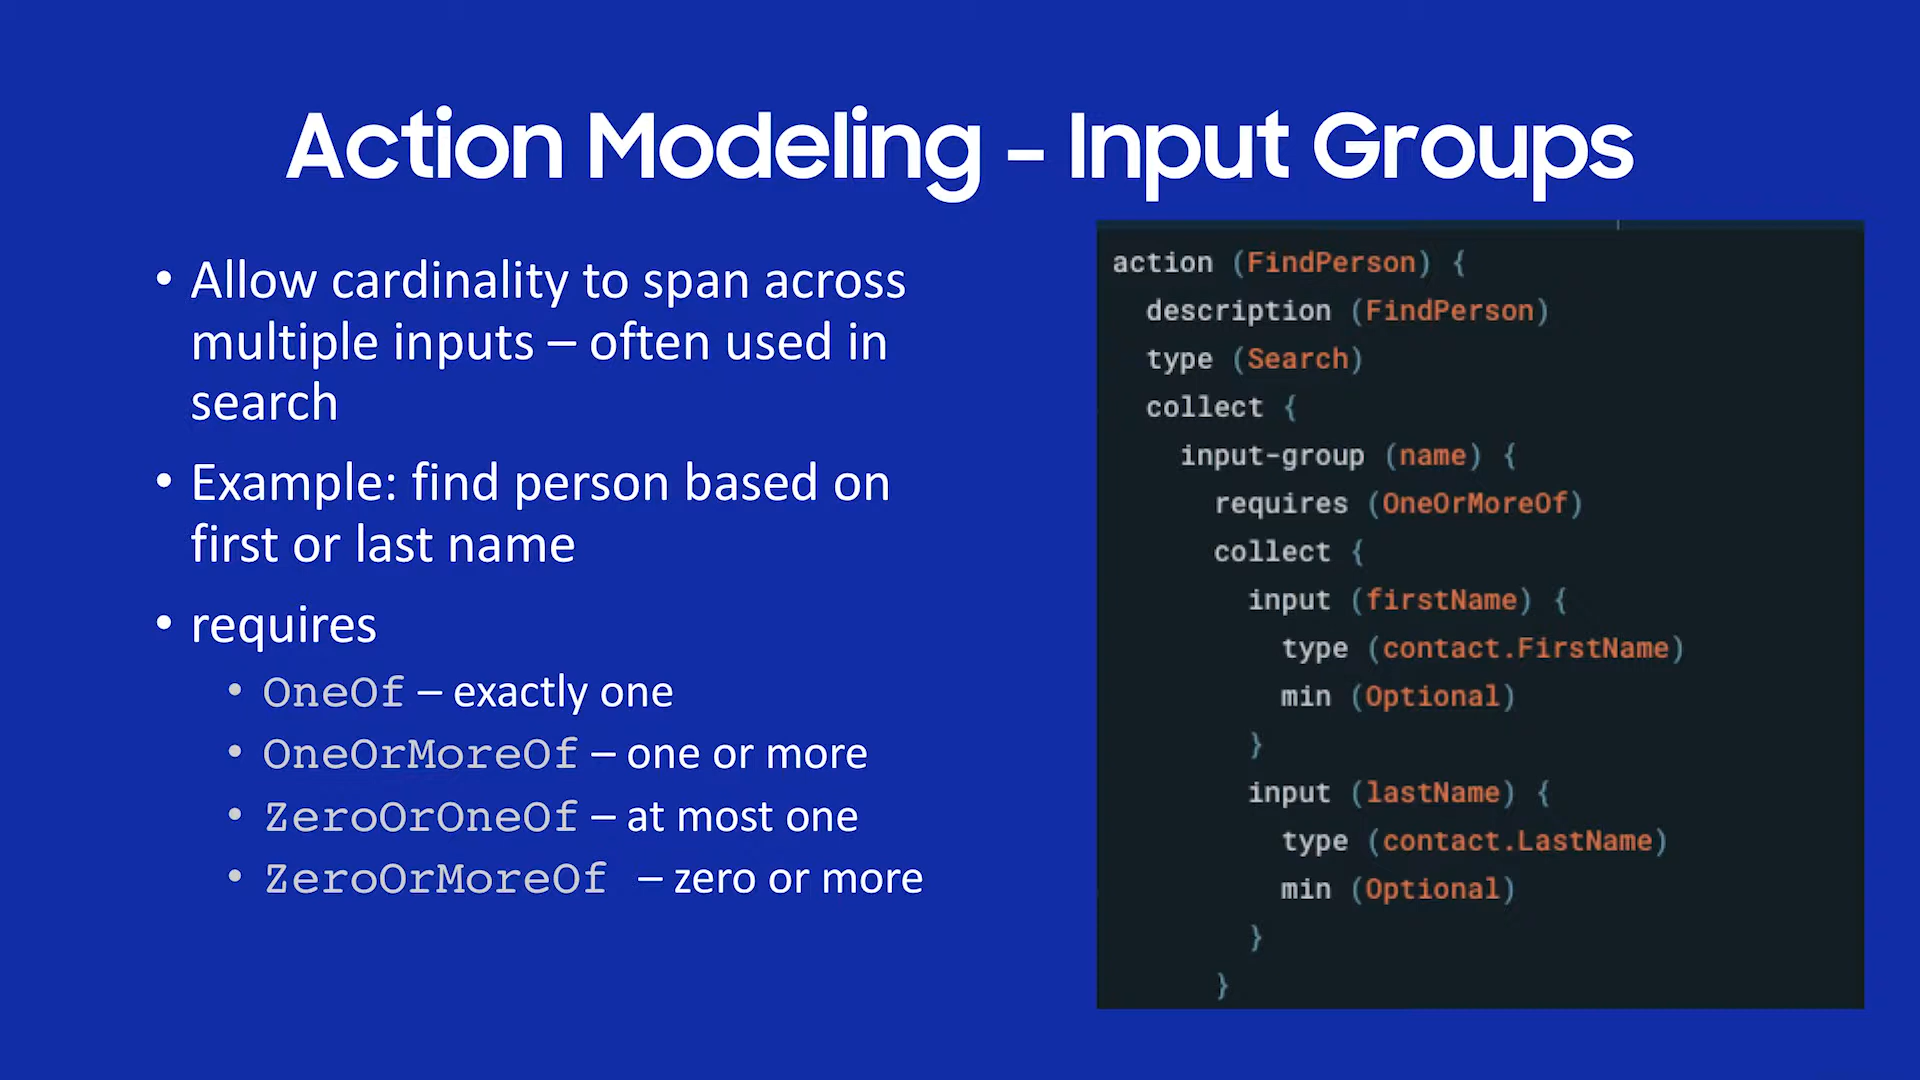 Action Modeling – Input Groups
• Allow cardinality to span across
multiple inputs – often used in
search
• Example: find person based on
first or last name
• requires
• OneOf – exactly one
• OneOrMoreOf – one or more
• ZeroOrOneOf – at most one
• ZeroOrMoreOf – zero or more
action (FindPerson) {
description (FindPerson)
type (Search)
collect {
input-group (name) {
requires (OneOrMoreOf)
collect {
input (firstName) {
type (contact.FirstName)
min (Optional)
}
input (lastName) {
type (contact.LastName)
min (Optional)
}
}